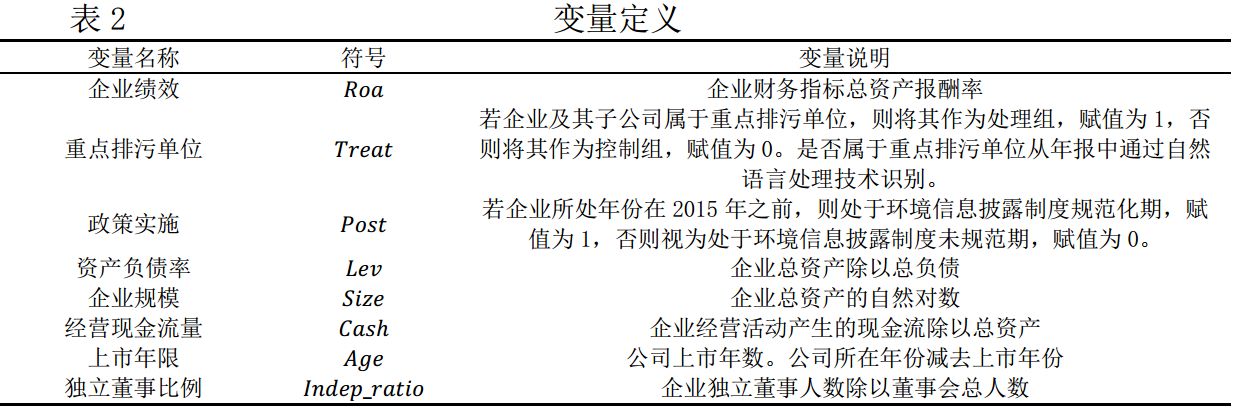 表 2 变量定义
变量名称 符号 变量说明
企业绩效 Roa 企业财务指标总资产报酬率
若企业及其子公司属于重点排污单位，则将其作为处理组，赋值为 1，否
重点排污单位 Treat 则将其作为控制组，赋值为 0。是否属于重点排污单位从年报中通过自然
语言处理技术识别。
政策实施 Post 若企业所处年份在 2015 年之前，则处于环境信息披露制度规范化期，赋
值为 1，否则视为处于环境信息披露制度未规范期，赋值为 0。
资产负债率 Lev 企业总资产除以总负债
企业规模 Size 企业总资产的自然对数
经营现金流量 Cash 企业经营活动产生的现金流除以总资产
上市年限 Age 公司上市年数。公司所在年份减去上市年份
独立董事比例 Indep_ratio 企业独立董事人数除以董事会总人数